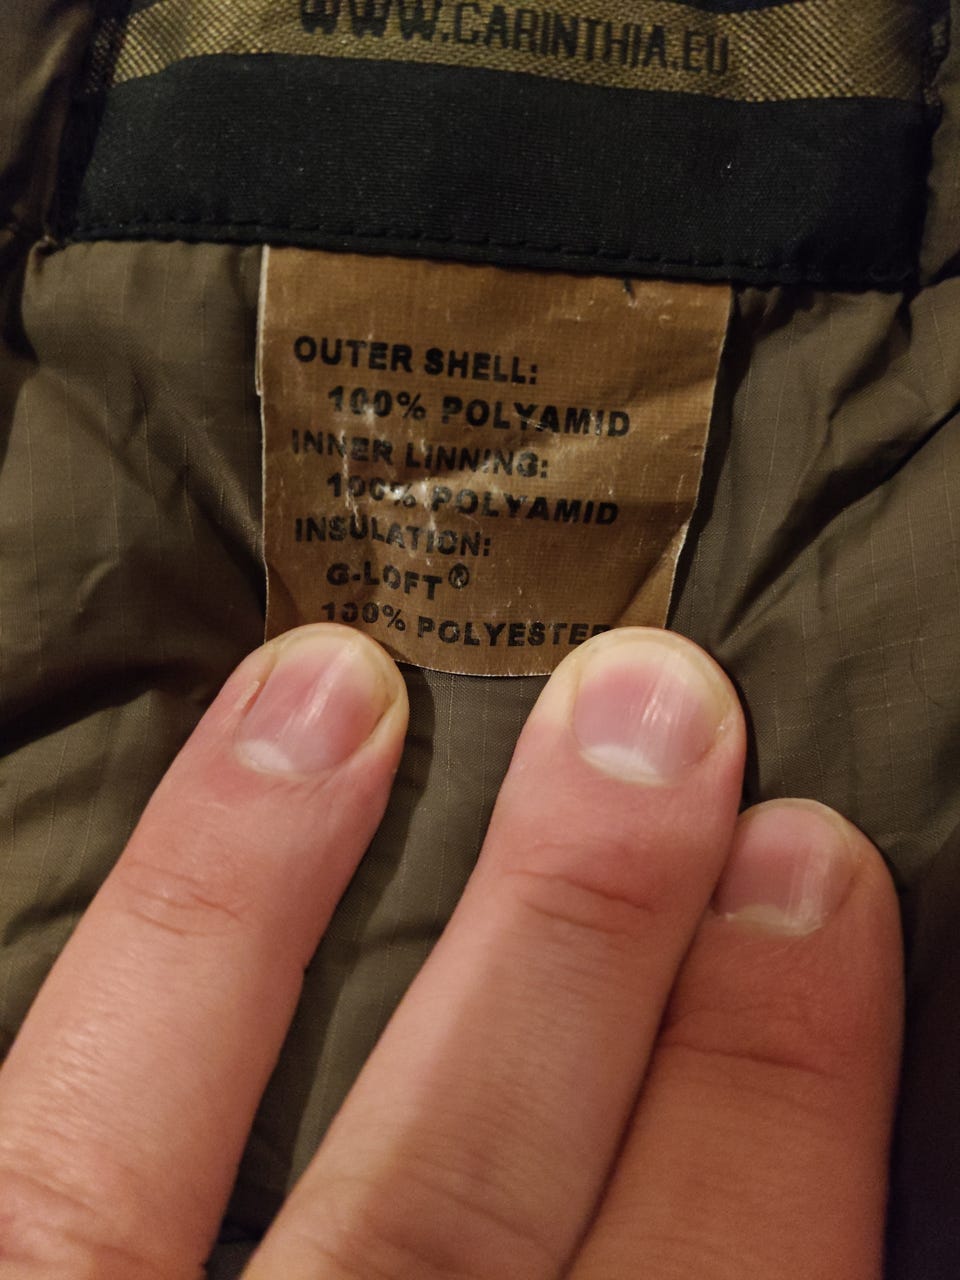 WWW.CARINTHIA.EU
OUTER SHELL:
100% POLYAMID
INNER LINNING:
100% POLYAMID
INSULATION:
G-LOFT®
100% POLYESTER